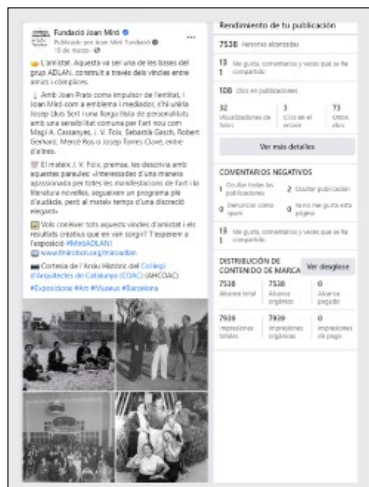 Fundació Joan Miró
Publicado por Joan Miró Fundació
15 de marzo
L'amistat. Aquesta va ser una de les bases del
grup ADLAN, construït a través dels vincles entre
amics i còmplices.
Amb Joan Prats coma impulsor de l'entitat, i
Joan Miró com a emblema i mediador, s'hi uniria
Josep Lluís Sert i una llarga llista de personalitats
amb una sensibilitat comuna per l'art nou com
Magí A. Cassanyes, J. V. Foix, Sebastià Gasch, Robert
Gerhard, Mercè Ros o Josep Torres Clavé, entre
d'altres.
El mateix J. V. Foix, premsa, les descrivia amb
aquestes paraules: «Interessades d'una manera
apassionada per totes les manifestacions de l'art i la
literatura novelles, segueixen un programa ple
d'audàcia, però al mateix temps d'una discreció
elegant»
Vols conèixer tots aquests vincles d'amistat i els
resultats creatius que en van sorgir? T'esperem a
l'exposició #MiróADLAN!
www.fmirobcn.org/miroadlan
Cortesia de l'Arxiu Històric del Col·legi
d'Arquitectes de Catalunya (COAC) (AHCOAC)
#Exposicions #Art #Museus #Barcelona
Rendimiento de tu publicación
7538 Personas alcanzadas
13 Me gusta, comentarios y veces que se ha
1 compartido
108 Clics en publicaciones
32 3 73
Visualizaciones de Clics en el Otros
fotos enlace clics
Ver más detalles
COMENTARIOS NEGATIVOS
1 Ocultar todas las 2 Ocultar publicación
publicaciones
0 Denunciar como 0 Ya no me gusta esta
spam página
13 Me gusta, comentarios y veces que se ha
1 compartido
DISTRIBUCIÓN DE
CONTENIDO DE MARCA Ver desglose
7538 7538 0
Alcance total Alcance Alcance
orgánico pagado
7939 7939 0
Impresiones Impresiones Impresiones
totales orgánicas de pago